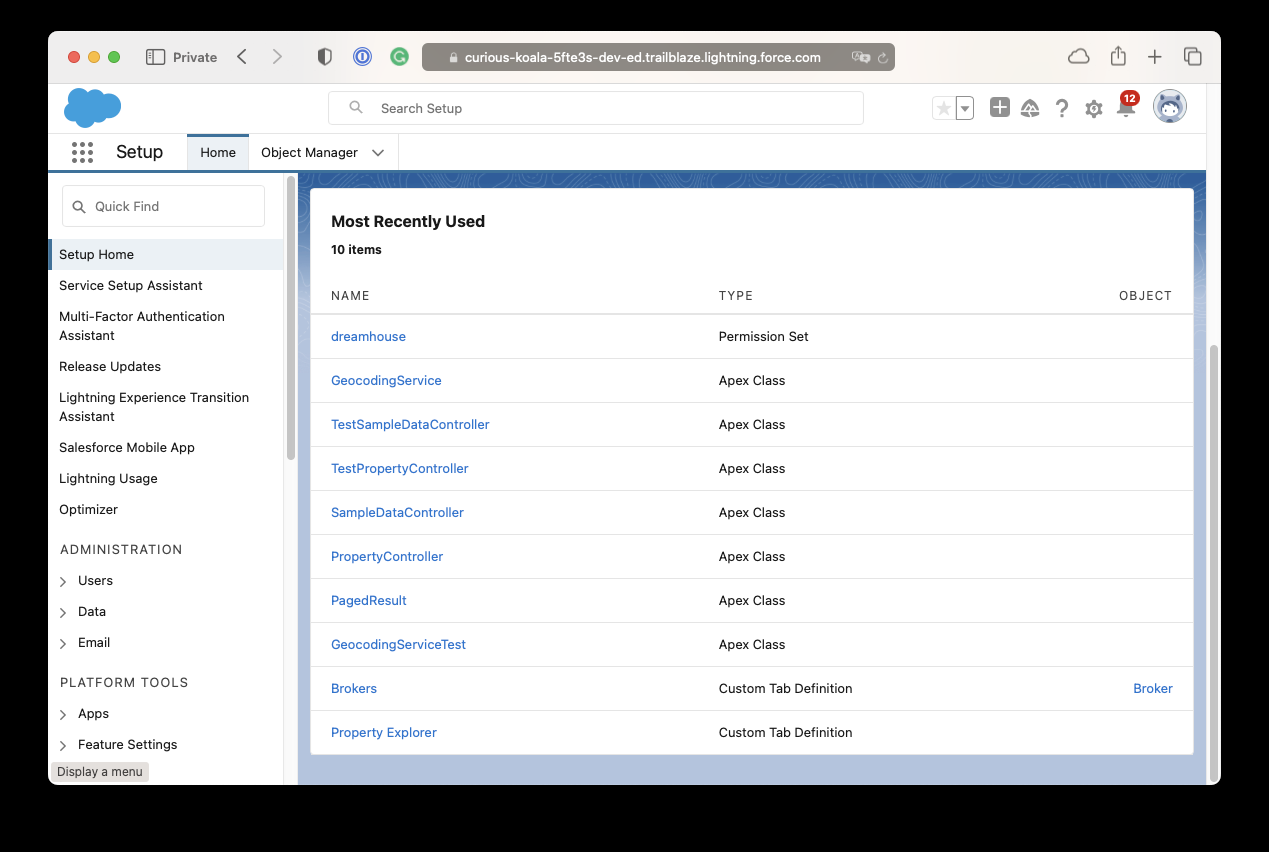 Private
curious-koala-5fte3s-dev-ed.trailblaze.lightning.force.com
Search Setup
12
Setup
Home
Object Manager
Quick Find
Setup Home
Service Setup Assistant
Multi-Factor Authentication
Assistant
Release Updates
Lightning Experience Transition
Assistant
Salesforce Mobile App
Lightning Usage
Optimizer
ADMINISTRATION
Users
Data
Email
PLATFORM TOOLS
Apps
Feature Settings
Display a menu
Most Recently Used
10 items
NAME TYPE OBJECT
dreamhouse Permission Set
GeocodingService Apex Class
TestSampleDataController Apex Class
TestPropertyController Apex Class
SampleDataController Apex Class
PropertyController Apex Class
PagedResult Apex Class
GeocodingServiceTest Apex Class
Brokers Custom Tab Definition Broker
Property Explorer Custom Tab Definition